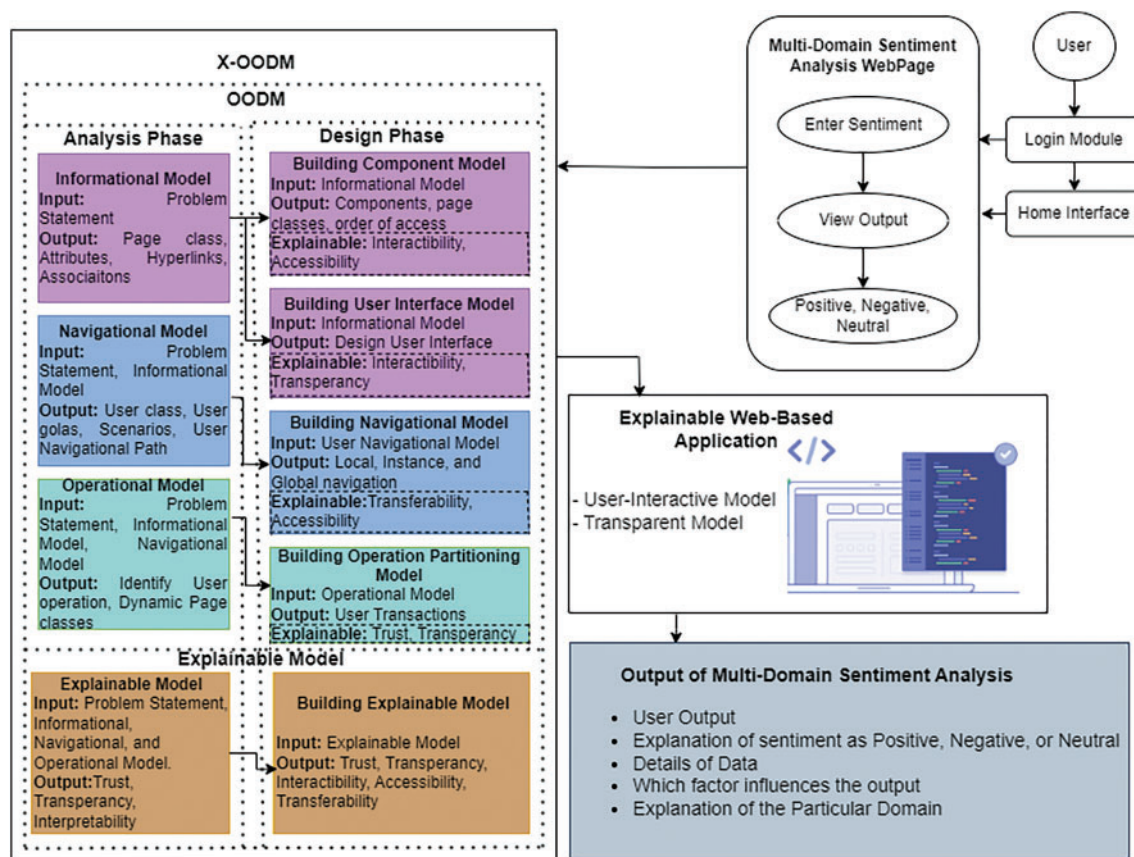 X-OODM
OODM
Analysis Phase
Informational Model
Input: Problem
Statement
Output: Page class,
Attributes, Hyperlinks,
Associaitons
Navigational Model
Input: Problem
Statement, Informational
Model
Output: User class, User
golas, Scenarios, User
Navigational Path
Operational Model
Input: Problem
Statement, Informational
Model, Navigational
Model
Output: Identify User
operation, Dynamic Page
classes
Design Phase
Building Component Model
Input: Informational Model
Output: Components, page
classes, order of access
Explainable: Interactibility,
Accessibility
Building User Interface Model
Input: Informational Model
Output: Design User Interface
Explainable: Interactibility,
Transperancy
Building Navigational Model
Input: User Navigational Model
Output: Local, Instance, and
Global navigation
Explainable:Transferability,
Accessibility
Building Operation Partitioning
Model
Input: Operational Model
Output: User Transactions
Explainable: Trust, Transperancy
Explainable Model
Explainable Model
Input: Problem Statement,
Informational,
Navigational, and
Operational Model.
Output:Trust,
Transperancy,
Interpretability
Building Explainable Model
Input: Explainable Model
Output: Trust, Transperancy,
Interactibility, Accessibility,
Transferability
Multi-Domain Sentiment
Analysis WebPage
Enter Sentiment
View Output
Positive, Negative,
Neutral
User
Login Module
Home Interface
Explainable Web-Based
Application
</>
- User-Interactive Model
- Transparent Model
Output of Multi-Domain Sentiment Analysis
• User Output
• Explanation of sentiment as Positive, Negative, or Neutral
• Details of Data
• Which factor influences the output
• Explanation of the Particular Domain